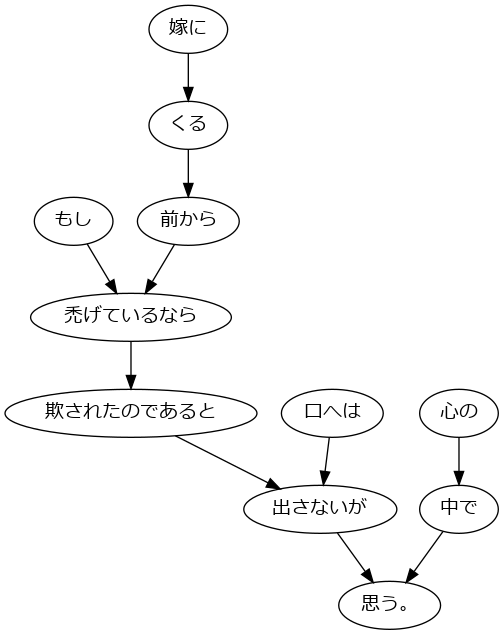 嫁に
くる
もし
前から
禿げているなら
欺されたのであると
口へは
心の
出さないが
中で
思う。